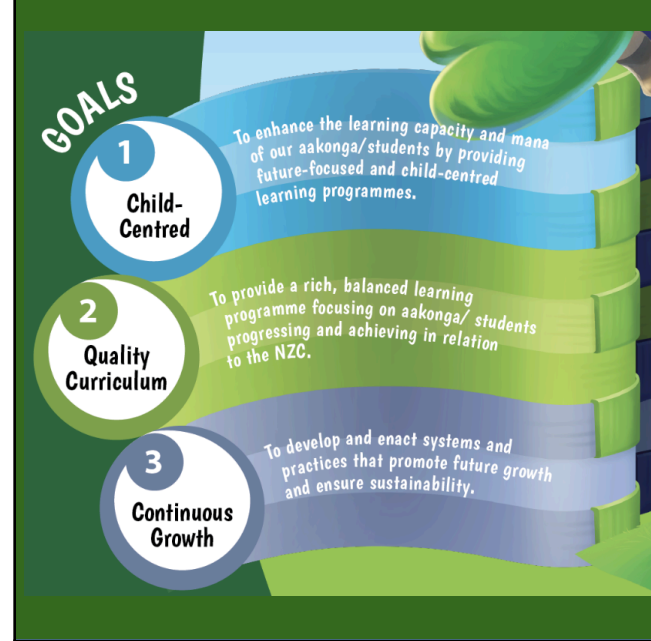 GOALS
1
Child-
Centred
To enhance the learning capacity and mana
of our aakonga/students by providing
future-focused and child-centred
learning programmes.
2
Quality
Curriculum
To provide a rich, balanced learning
programme focusing on aakonga/ students
progressing and achieving in relation
to the NZC.
3
Continuous
Growth
To develop and enact systems and
practices that promote future growth
and ensure sustainability.